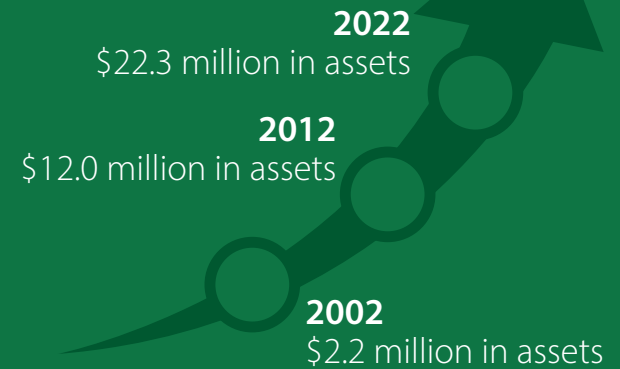 2022
$22.3 million in assets
2012
$12.0 million in assets
2002
$2.2 million in assets